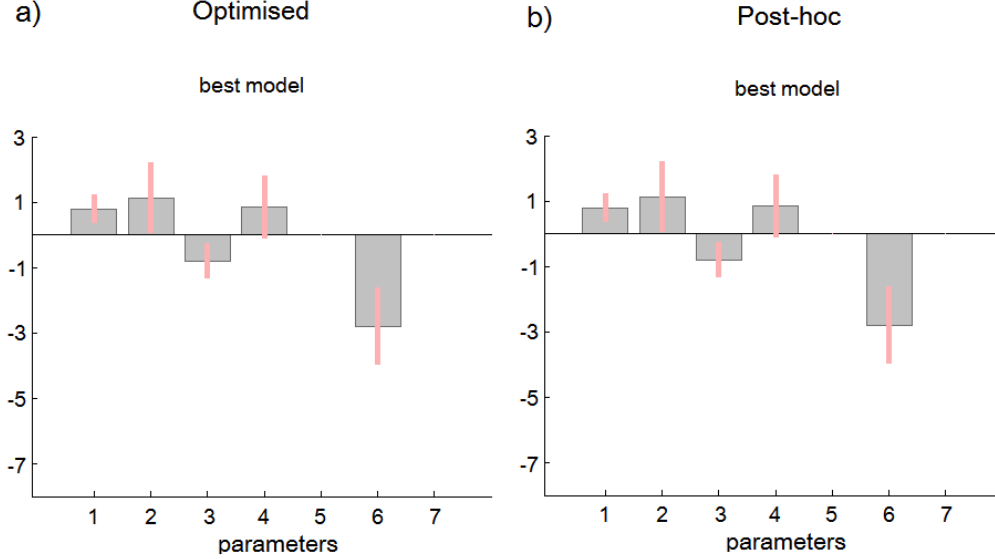 a)
Optimised
best model
3
1
-1
-3
-5
-7
1 2 3 4 5 6 7
parameters
b)
Post-hoc
best model
3
1
-1
-3
-5
-7
1 2 3 4 5 6 7
parameters